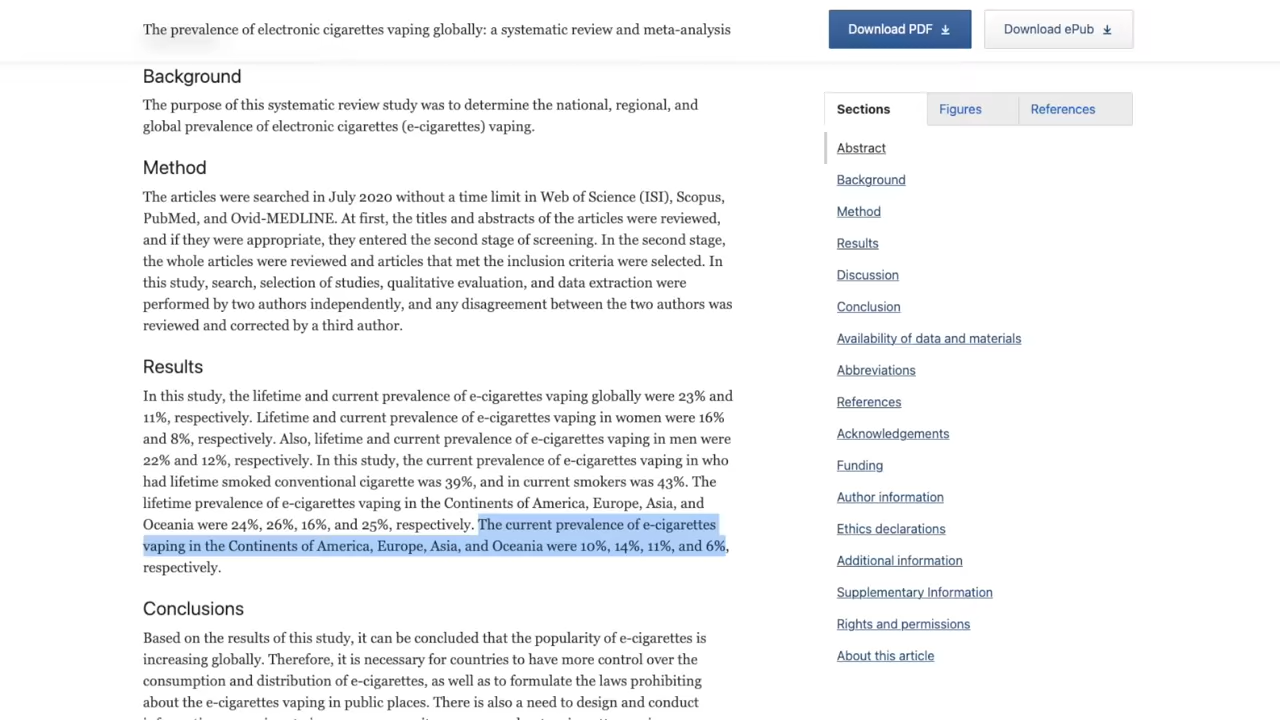 The prevalence of electronic cigarettes vaping globally: a systematic review and meta-analysis
Download PDF
Download ePub
Background
The purpose of this systematic review study was to determine the national, regional, and
global prevalence of electronic cigarettes (e-cigarettes) vaping.
Method
The articles were searched in July 2020 without a time limit in Web of Science (ISI), Scopus,
PubMed, and Ovid-MEDLINE. At first, the titles and abstracts of the articles were reviewed,
and if they were appropriate, they entered the second stage of screening. In the second stage,
the whole articles were reviewed and articles that met the inclusion criteria were selected. In
this study, search, selection of studies, qualitative evaluation, and data extraction were
performed by two authors independently, and any disagreement between the two authors was
reviewed and corrected by a third author.
Results
In this study, the lifetime and current prevalence of e-cigarettes vaping globally were 23% and
11%, respectively. Lifetime and current prevalence of e-cigarettes vaping in women were 16%
and 8%, respectively. Also, lifetime and current prevalence of e-cigarettes vaping in men were
22% and 12%, respectively. In this study, the current prevalence of e-cigarettes vaping in who
had lifetime smoked conventional cigarette was 39%, and in current smokers was 43%. The
lifetime prevalence of e-cigarettes vaping in the Continents of America, Europe, Asia, and
Oceania were 24%, 26%, 16%, and 25%, respectively. The current prevalence of e-cigarettes
vaping in the Continents of America, Europe, Asia, and Oceania were 10%, 14%, 11%, and 6%,
respectively.
Conclusions
Based on the results of this study, it can be concluded that the popularity of e-cigarettes is
increasing globally. Therefore, it is necessary for countries to have more control over the
consumption and distribution of e-cigarettes, as well as to formulate the laws prohibiting
about the e-cigarettes vaping in public places. There is also a need to design and conduct
Sections
Figures
References
Abstract
Background
Method
Results
Discussion
Conclusion
Availability of data and materials
Abbreviations
References
Acknowledgements
Funding
Author information
Ethics declarations
Additional information
Supplementary Information
Rights and permissions
About this article